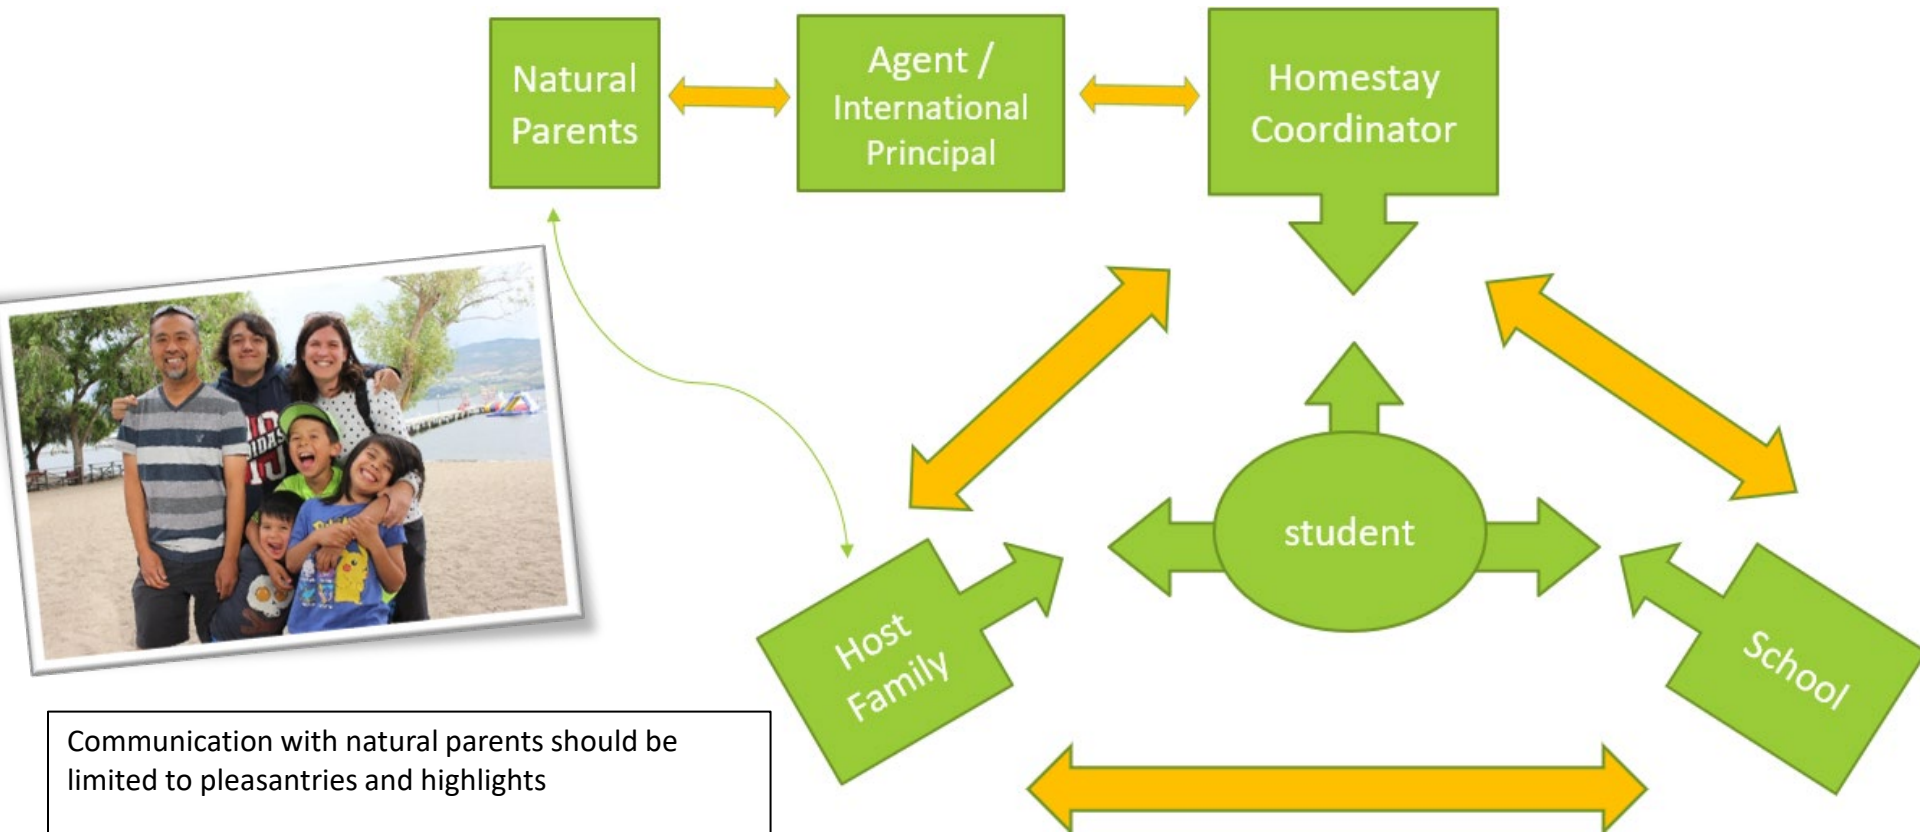 Natural
Parents
Agent /
International
Principal
Homestay
Coordinator
student
Host
Family
School
Communication with natural parents should be
limited to pleasantries and highlights